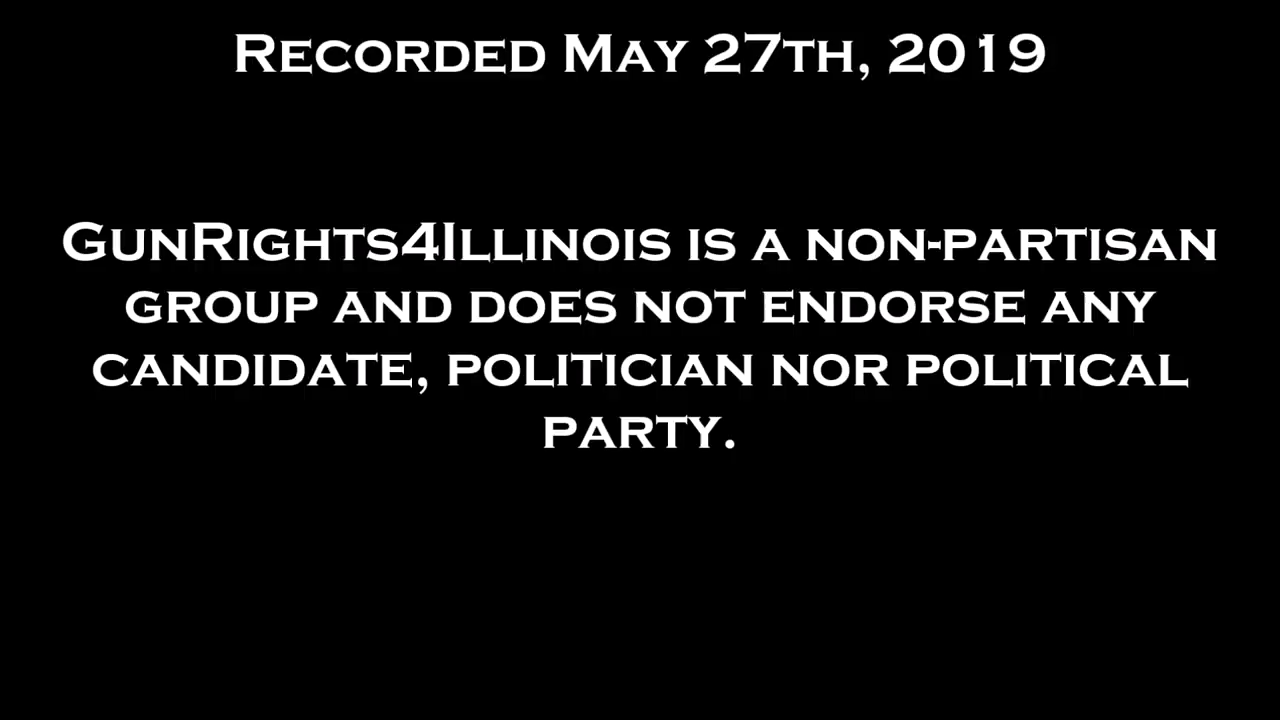 Recorded May 27th, 2019
GunRights4Illinois is a non-partisan
group and does not endorse any
candidate, politician nor political
party.